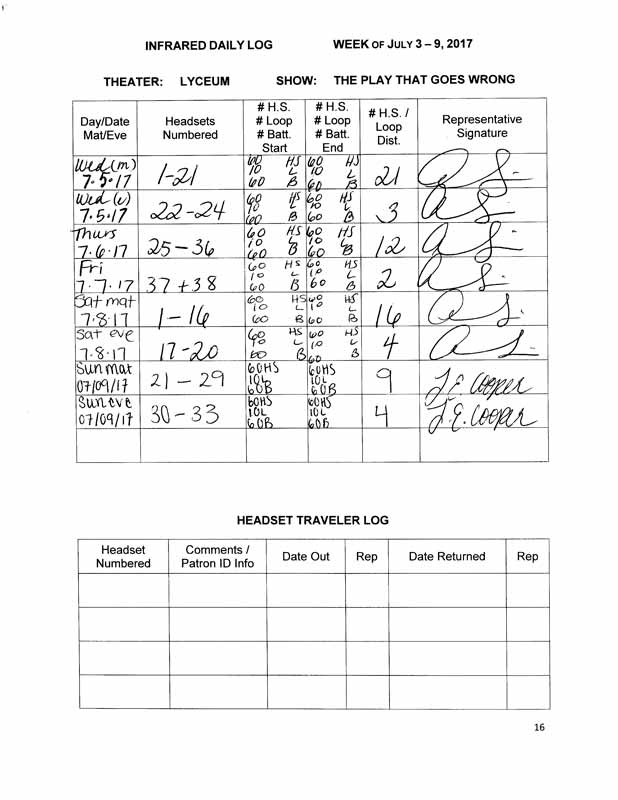 INFRARED DAILY LOG WEEK OF JULY 3 – 9, 2017
THEATER: LYCEUM SHOW: THE PLAY THAT GOES WRONG
Day/Date
Mat/Eve
Headsets
Numbered
# H.S.
# Loop
# Batt.
Start
# H.S.
# Loop
# Batt.
End
# H.S. /
Loop
Dist.
Representative
Signature
Wed (m)
7.5.17
1-21
60 HS
10 L
60 B
60 HS
10 L
60 B
21
Wed (e)
7.5.17
22-24
60 HS
10 L
60 B
60 HS
10 L
60 B
3
Thurs
7.6.17
25-36
60 HS
10 L
60 B
60 HS
10 L
60 B
12
Fri
7.7.17
37+38
60 HS
10 L
60 B
60 HS
10 L
60 B
2
Sat mat
7.8.17
1-16
60 HS
10 L
60 B
60 HS
10 L
60 B
16
Sat eve
7.8.17
17-20
60 HS
10 L
60 B
60 HS
10 L
60 B
4
Sun mat
07/09/17
21-29
60HS
10L
60B
60HS
10L
60B
9
J.E. Cooper
Sun eve
07/09/17
30-33
60HS
10L
60B
60HS
10L
60B
4
J.E. Cooper
HEADSET TRAVELER LOG
Headset
Numbered
Comments /
Patron ID Info
Date Out
Rep
Date Returned
Rep
16